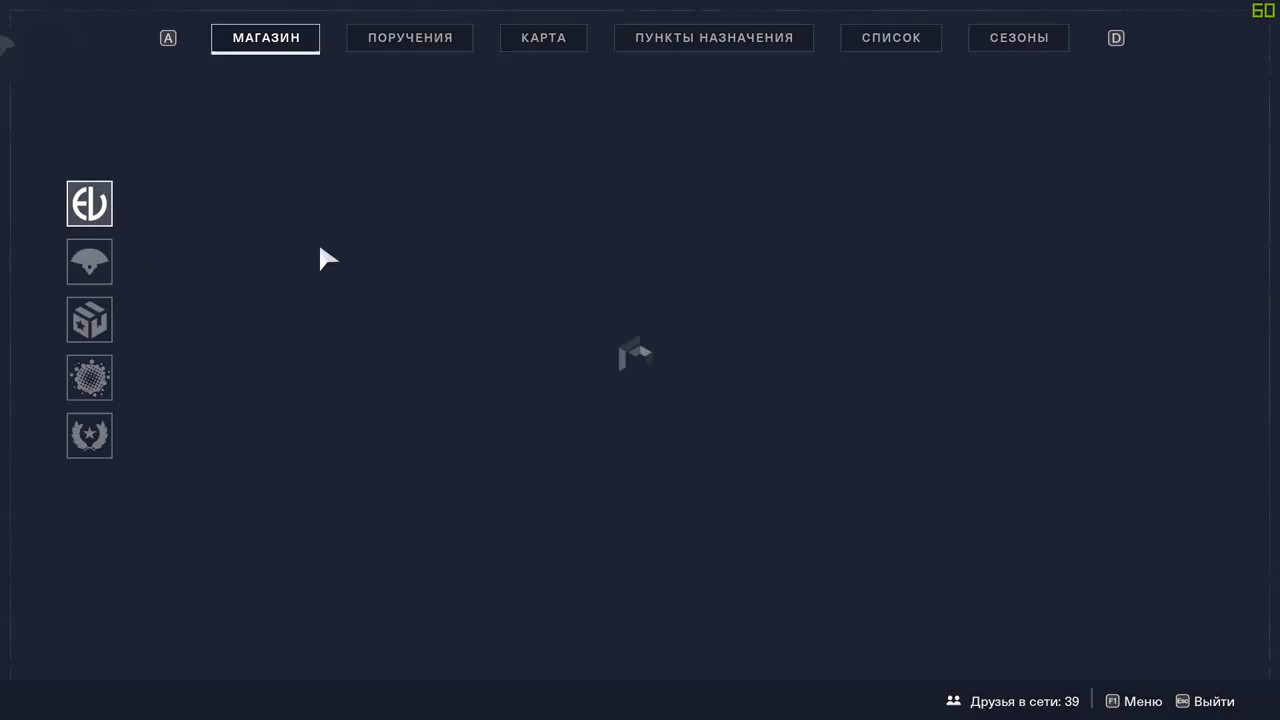 60
A МАГАЗИН ПОРУЧЕНИЯ КАРТА ПУНКТЫ НАЗНАЧЕНИЯ СПИСОК СЕЗОНЫ D
Друзья в сети: 39 F1 Меню Esc Выйти